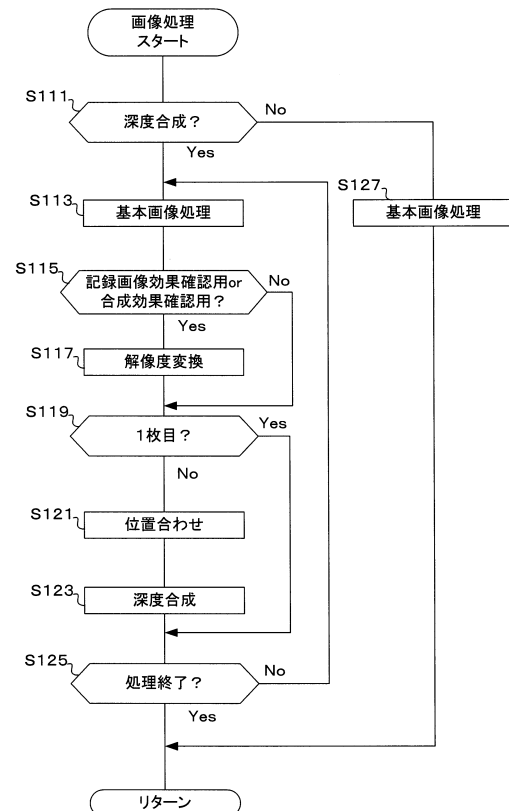 画像処理
スタート
S111
深度合成？
No
Yes
S113
基本画像処理
S127
基本画像処理
S115
記録画像効果確認用or
合成効果確認用？
No
Yes
S117
解像度変換
S119
1枚目？
Yes
No
S121
位置合わせ
S123
深度合成
S125
処理終了？
No
Yes
リターン